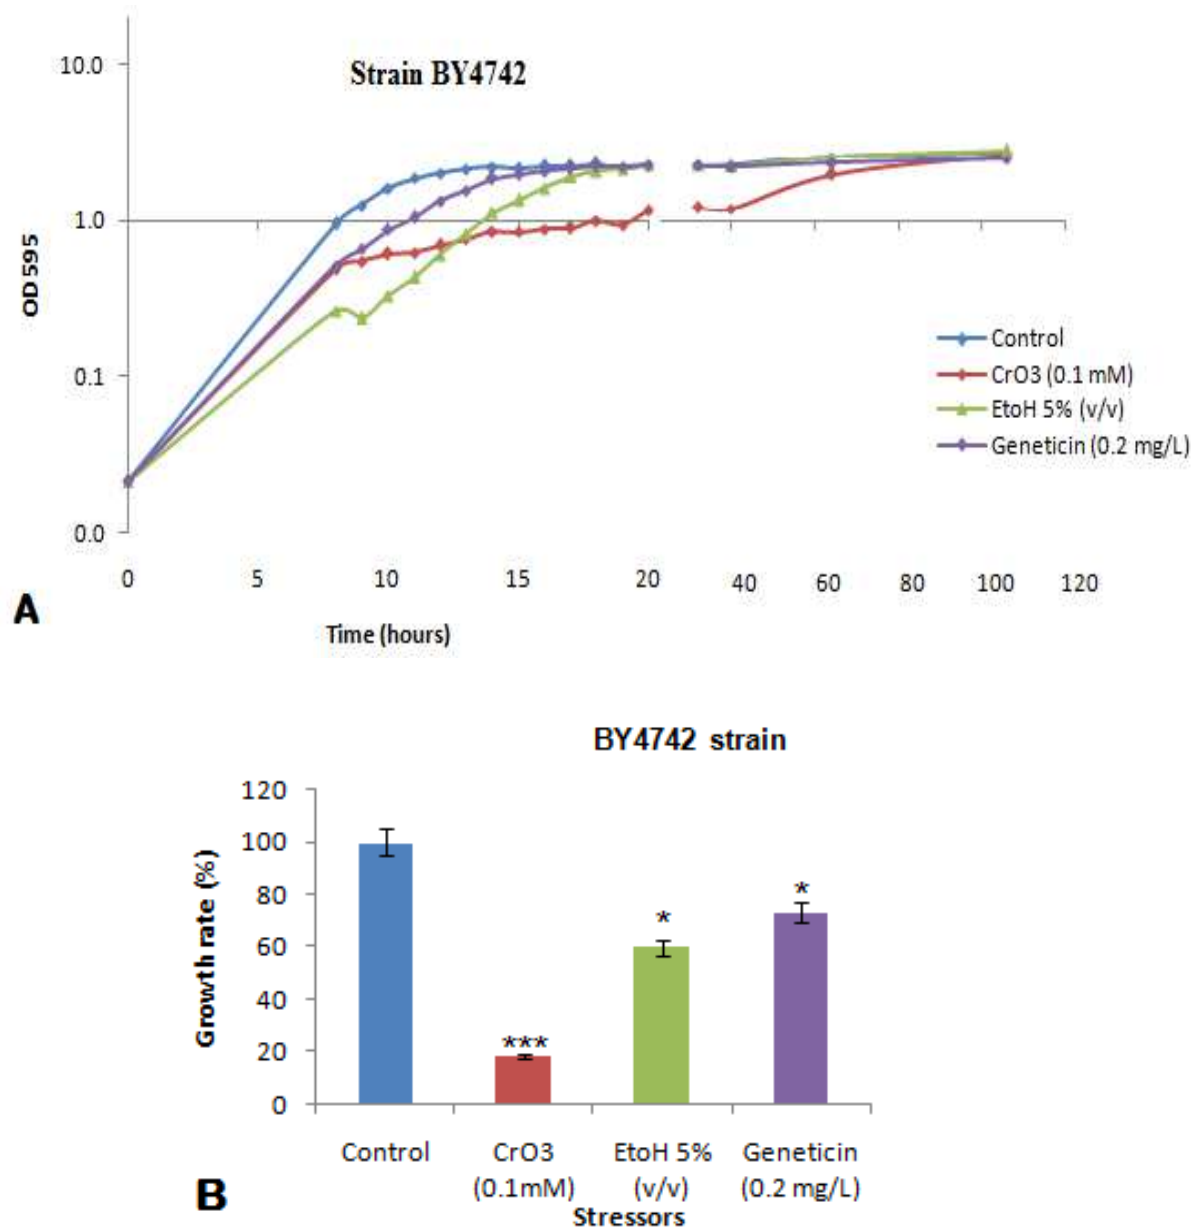 10.0
Strain BY4742
1.0
OD 595
0.1
0.0
Control
CrO3 (0.1 mM)
EtoH 5% (v/v)
Geneticin (0.2 mg/L)
0 5 10 15 20 40 60 80 100 120
A
Time (hours)
BY4742 strain
120
100
80
60
40
20
0
Growth rate (%)
*** * *
Control CrO3 EtoH 5% Geneticin
(0.1mM) (v/v) (0.2 mg/L)
B
Stressors